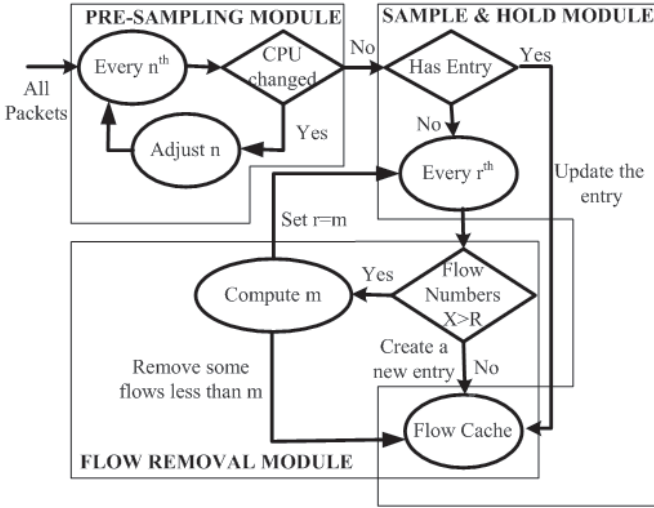 PRE-SAMPLING MODULE
SAMPLE & HOLD MODULE
All
Packets
Every nth
CPU
changed
No
Has Entry
Yes
Yes
Adjust n
No
Every rth
Update the
entry
Set r=m
Compute m
Yes
Flow
Numbers
X>R
Remove some
flows less than m
Create a
new entry
No
Flow Cache
FLOW REMOVAL MODULE